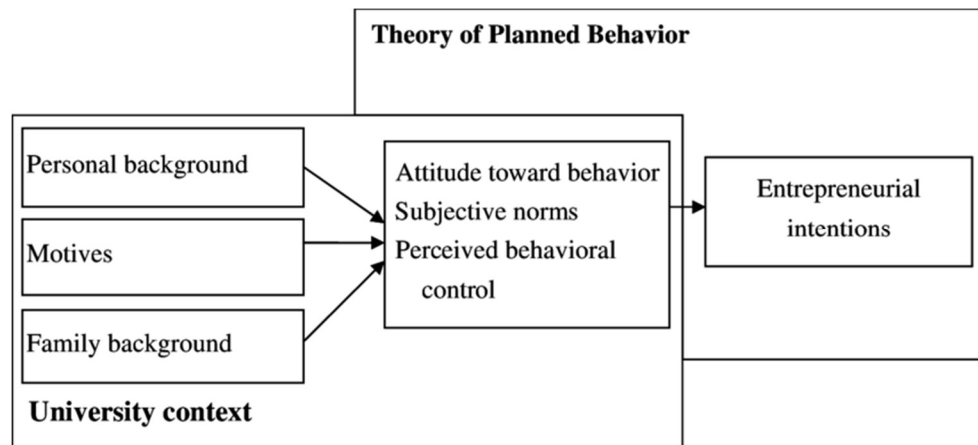 Theory of Planned Behavior
Personal background
Motives
Family background
University context
Attitude toward behavior
Subjective norms
Perceived behavioral
control
Entrepreneurial
intentions